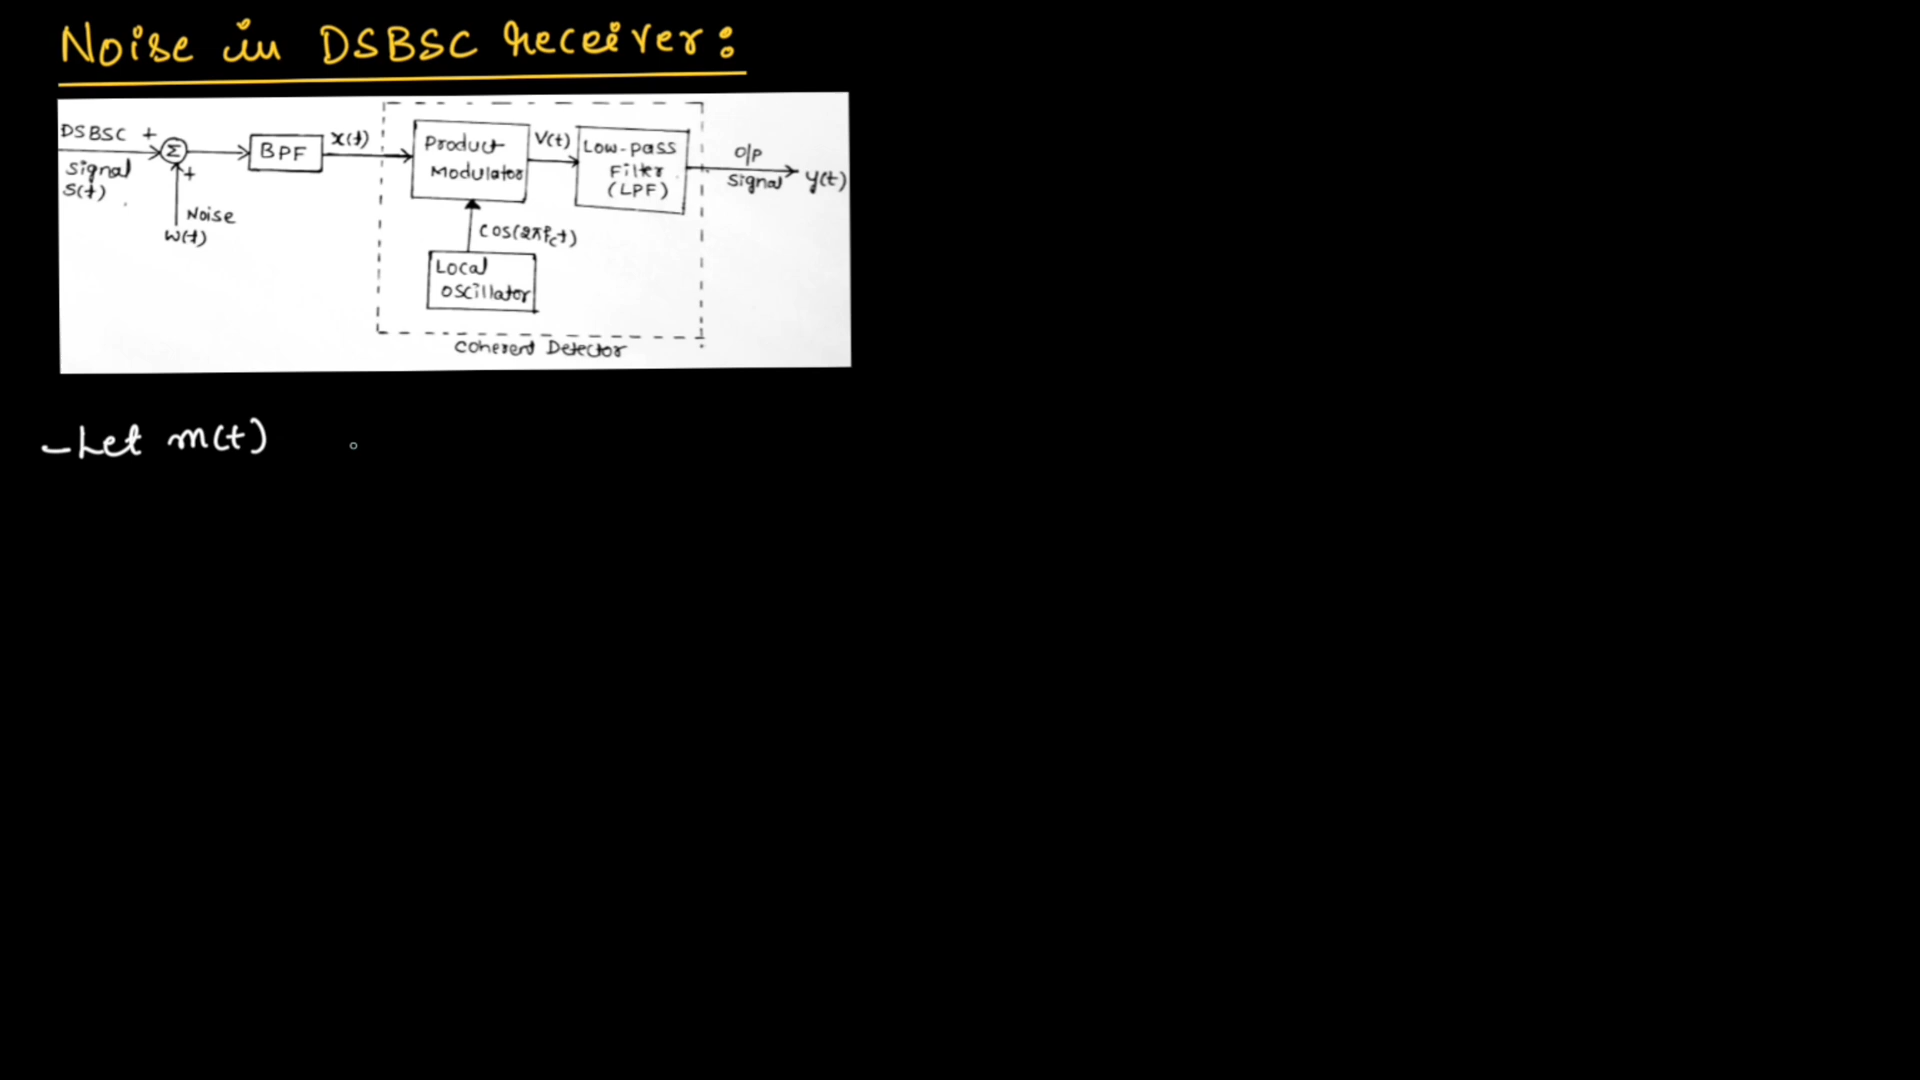 Noise in DSBSC Receiver:
DSBSC +
Signal
S(t)
Σ
+
Noise
W(t)
BPF
x(t)
Product
Modulator
V(t)
Low-pass
Filter
(LPF)
O/P
Signal
y(t)
cos(2πfct)
Local
Oscillator
Coherent Detector
- Let m(t)